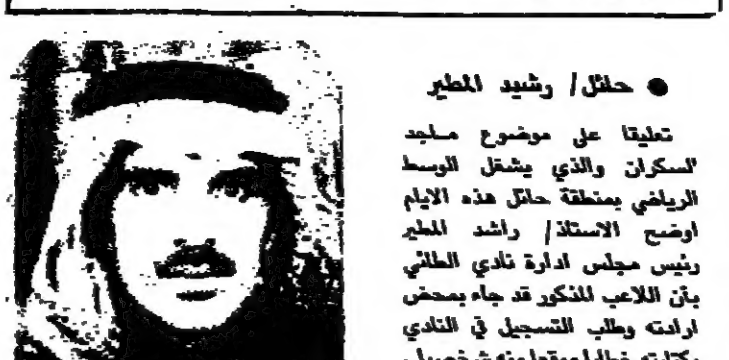 ● حائل/ رشيد المطير
تعليقا على موضوع ماجد
السكران والذي يشغل الوسط
الرياضي بمنطقة حائل هذه الايام
اوضح الاستاذ/ راشد المطير
رئيس مجلس ادارة نادي الطائي
بأن اللاعب المذكور قد جاء بمحض
ارادته وطلب التسجيل في النادي